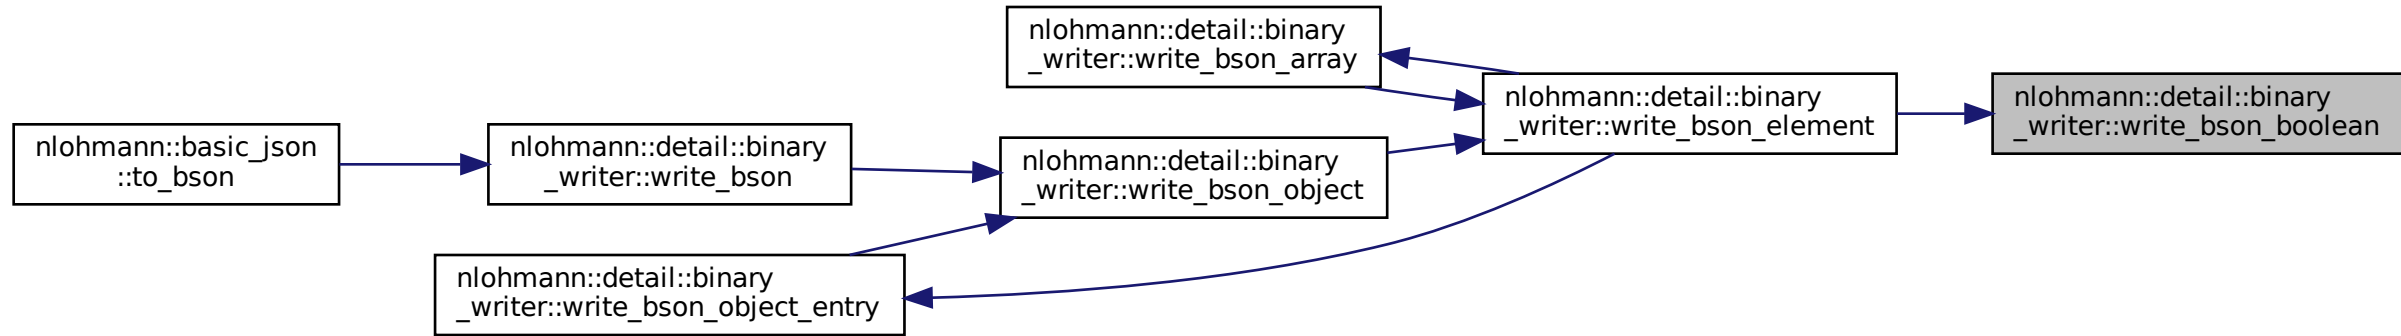 nlohmann::basic_json
::to_bson
nlohmann::detail::binary
_writer::write_bson
nlohmann::detail::binary
_writer::write_bson_array
nlohmann::detail::binary
_writer::write_bson_object
nlohmann::detail::binary
_writer::write_bson_object_entry
nlohmann::detail::binary
_writer::write_bson_element
nlohmann::detail::binary
_writer::write_bson_boolean